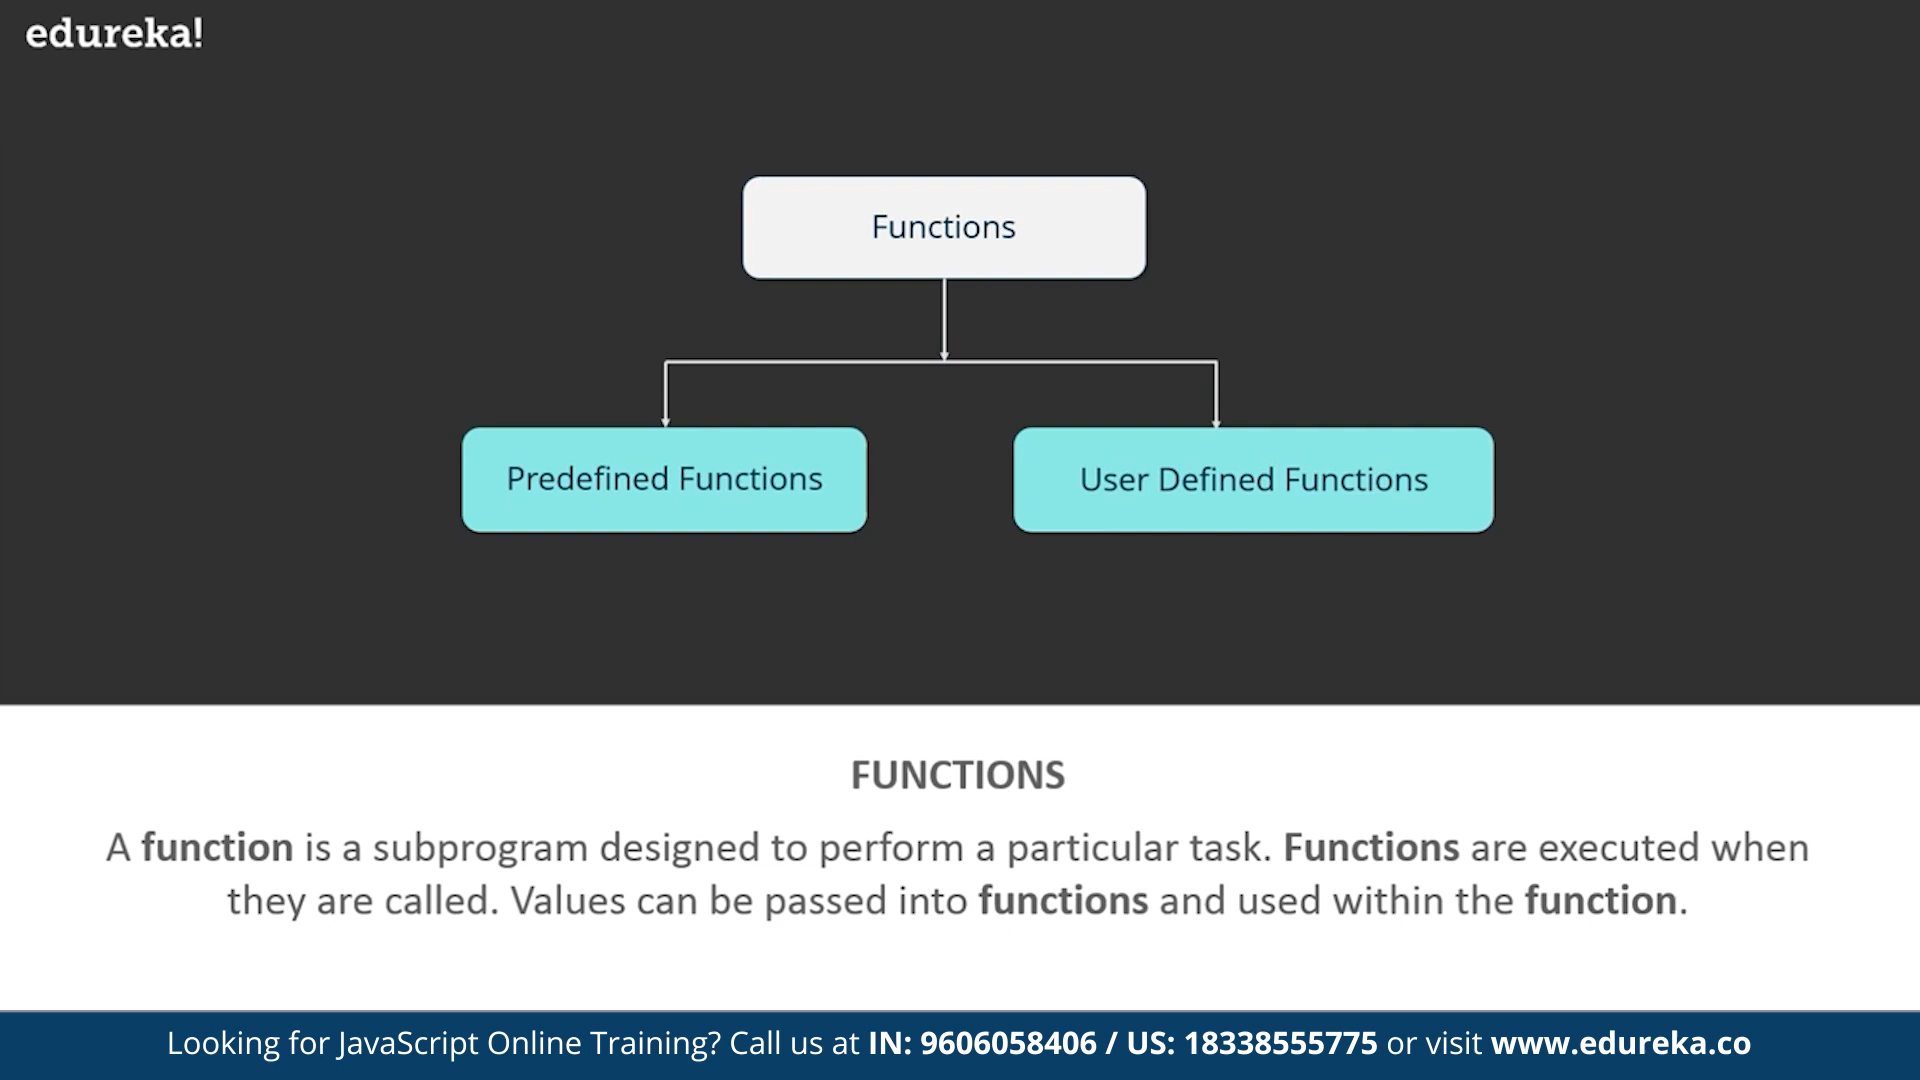 edureka!
Functions
Predefined Functions
User Defined Functions
FUNCTIONS
A function is a subprogram designed to perform a particular task. Functions are executed when
they are called. Values can be passed into functions and used within the function.
Looking for JavaScript Online Training? Call us at IN: 9606058406 / US: 18338555775 or visit www.edureka.co